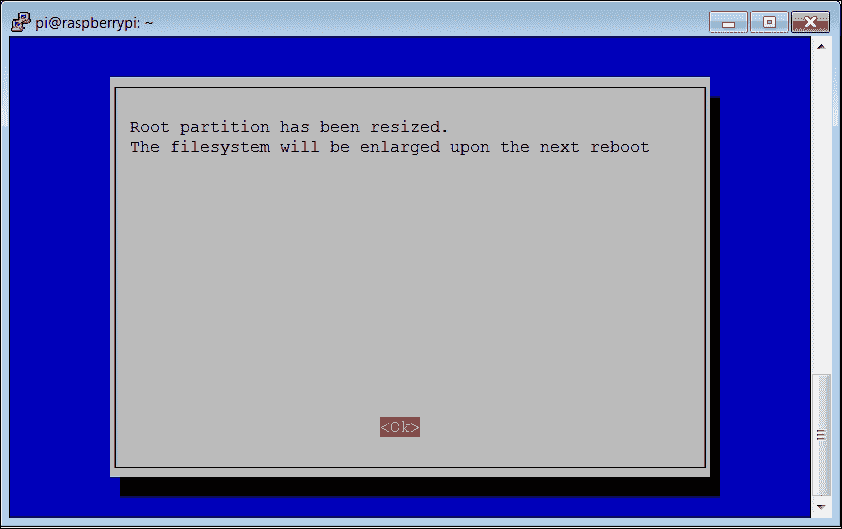 pi@raspberrypi: ~
Root partition has been resized.
The filesystem will be enlarged upon the next reboot
<Ok>